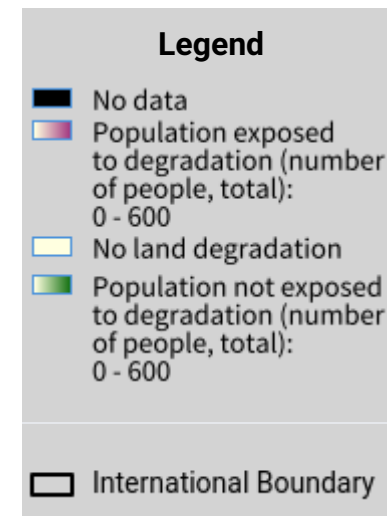 Legend
No data
Population exposed
to degradation (number
of people, total):
0 - 600
No land degradation
Population not exposed
to degradation (number
of people, total):
0 - 600
International Boundary